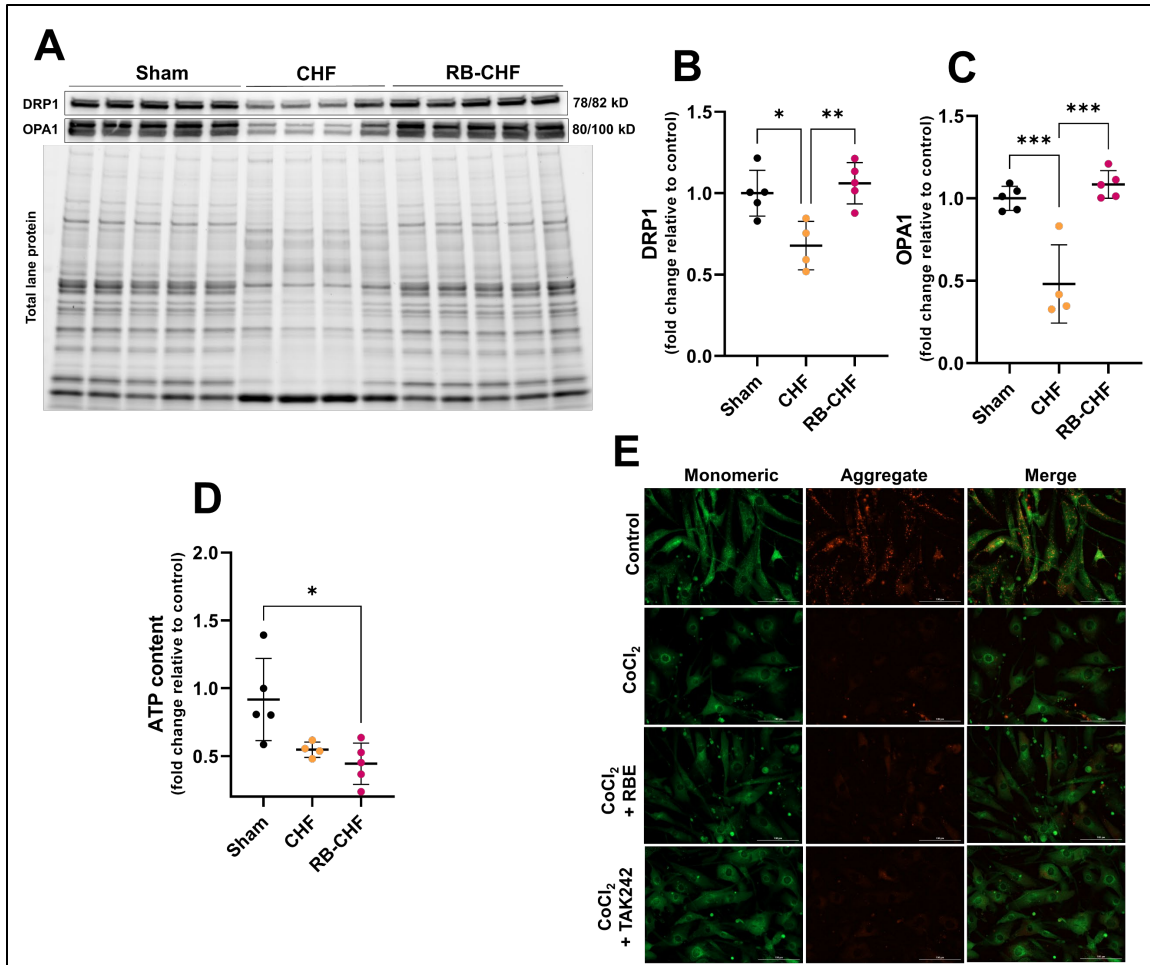 A
Sham CHF RB-CHF
DRP1 78/82 kD
OPA1 80/100 kD
Total lane protein
B
DRP1
(fold change relative to control)
1.5
1.0
0.5
0.0
* **
Sham CHF RB-CHF
C
OPA1
(fold change relative to control)
1.5
1.0
0.5
0.0
***
***
Sham CHF RB-CHF
D
ATP content
(fold change relative to control)
2.0
1.5
1.0
0.5
*
Sham CHF RB-CHF
E
Monomeric Aggregate Merge
Control
CoCl₂
CoCl₂
+ RBE
CoCl₂
+ TAK242